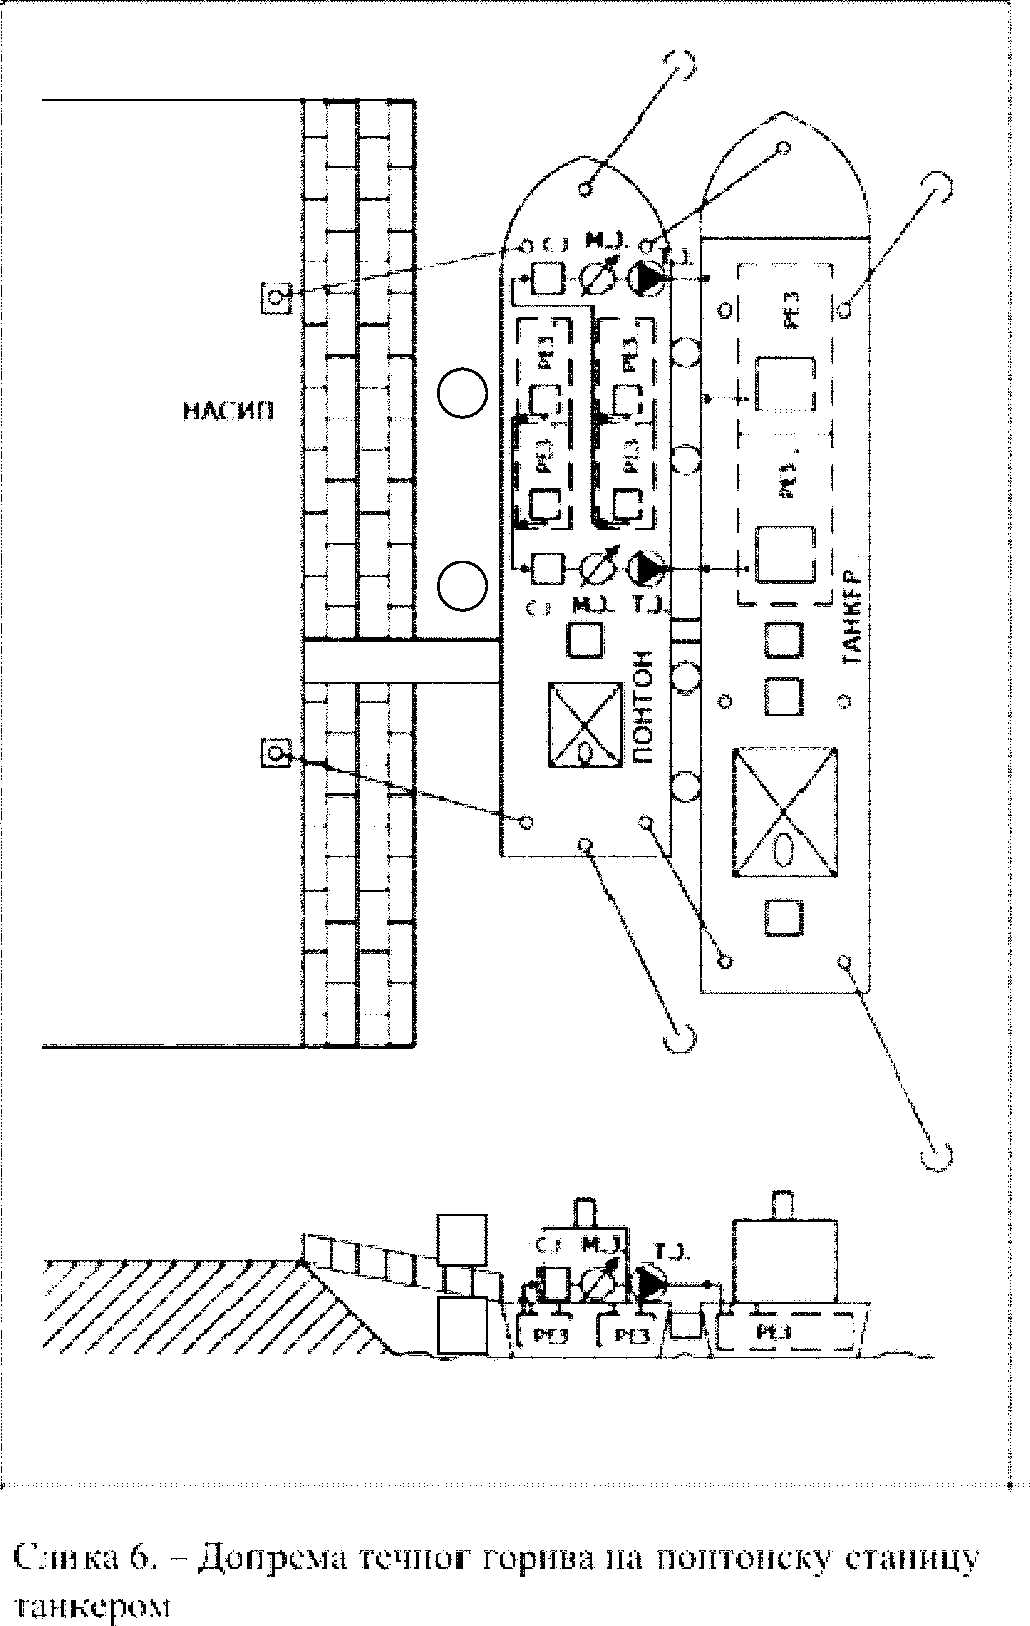 НАСИП
М.Ј.
Т.Ј.
РЕЗ
РЕЗ
РЕЗ
РЕЗ
РЕЗ
РЕЗ
М.Ј.
Т.Ј.
ПОНТОН
ТАНКЕР
М.Ј.
Т.Ј.
РЕЗ
РЕЗ
РЕЗ
Слика 6. – Допрема течног горива на понтонску станицу
танкером